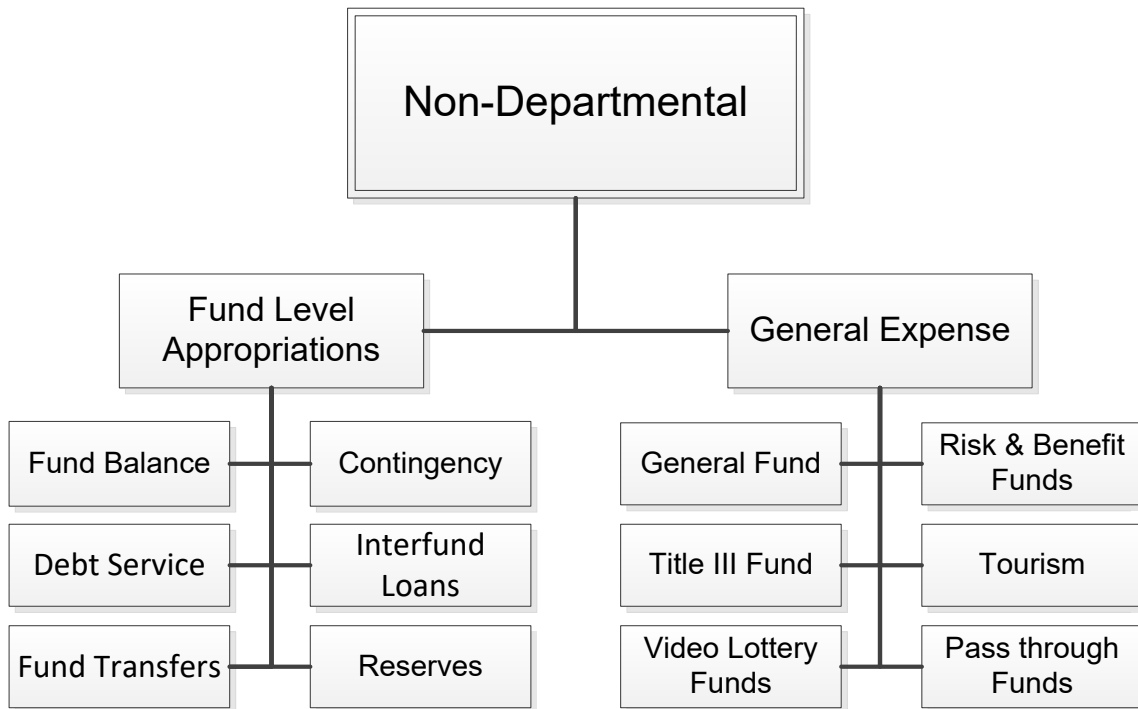 Non-Departmental
Fund Level
Appropriations
General Expense
Fund Balance
Contingency
Debt Service
Interfund
Loans
Fund Transfers
Reserves
General Fund
Risk & Benefit
Funds
Title III Fund
Tourism
Video Lottery
Funds
Pass through
Funds